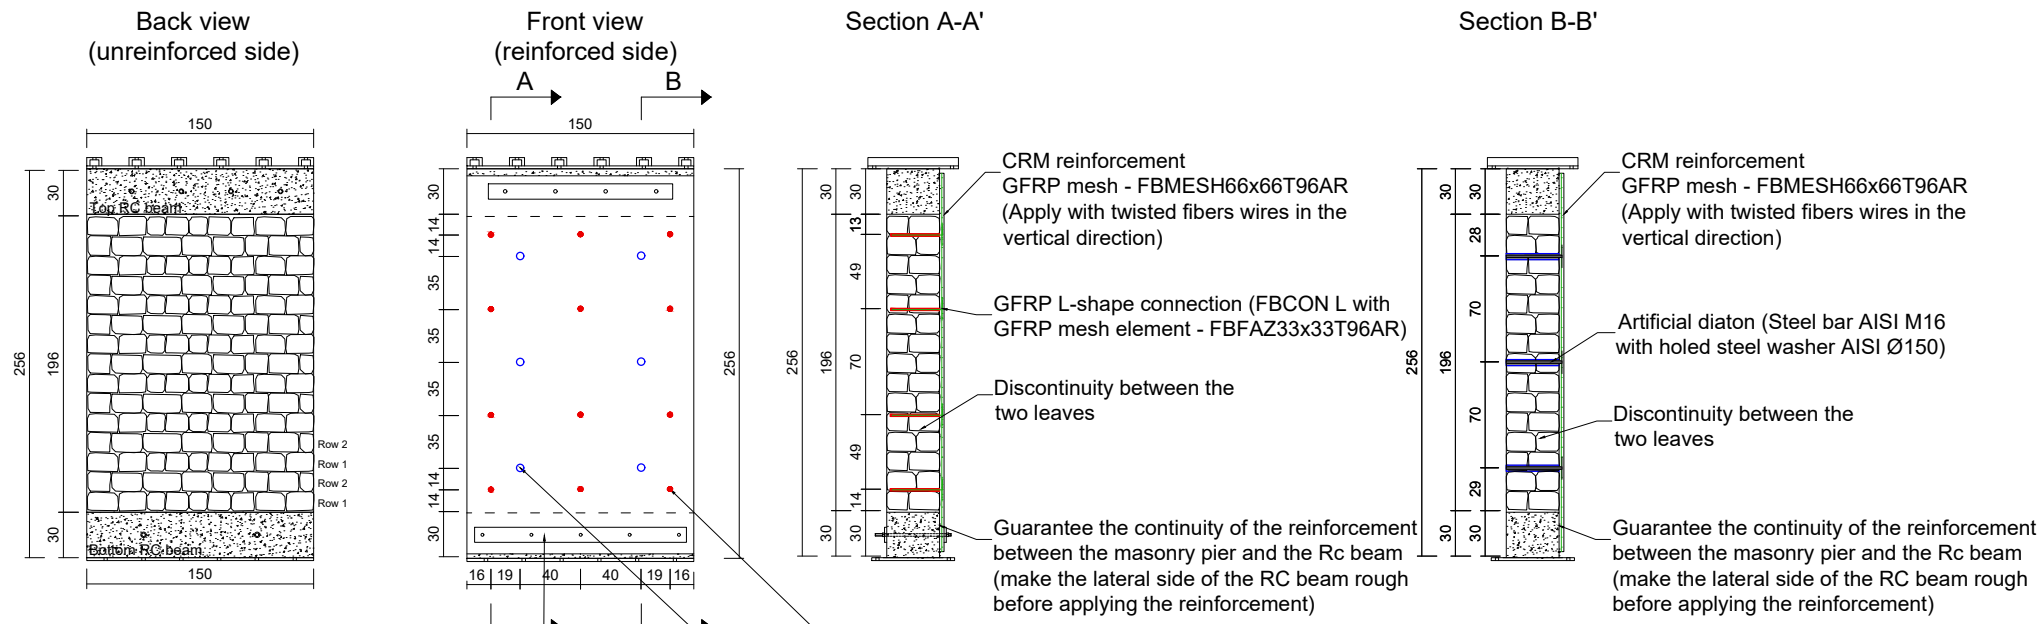 Back view
(unreinforced side)
150
256
30
196
30
Top RC beam
Row 2
Row 1
Row 2
Row 1
Bottom RC beam
150
Front view
(reinforced side)
A
B
150
30
14
14
35
35
35
35
14
14
30
256
16
19
40
40
19
16
Section A-A'
256
30
196
30
30
13
49
70
49
14
30
CRM reinforcement
GFRP mesh - FBMESH66x66T96AR
(Apply with twisted fibers wires in the
vertical direction)
GFRP L-shape connection (FBCON L with
GFRP mesh element - FBFAZ33x33T96AR)
Discontinuity between the
two leaves
Guarantee the continuity of the reinforcement
between the masonry pier and the Rc beam
(make the lateral side of the RC beam rough
before applying the reinforcement)
Section B-B'
256
30
196
30
30
28
70
70
29
30
CRM reinforcement
GFRP mesh - FBMESH66x66T96AR
(Apply with twisted fibers wires in the
vertical direction)
Artificial diaton (Steel bar AISI M16
with holed steel washer AISI Ø150)
Discontinuity between the
two leaves
Guarantee the continuity of the reinforcement
between the masonry pier and the Rc beam
(make the lateral side of the RC beam rough
before applying the reinforcement)